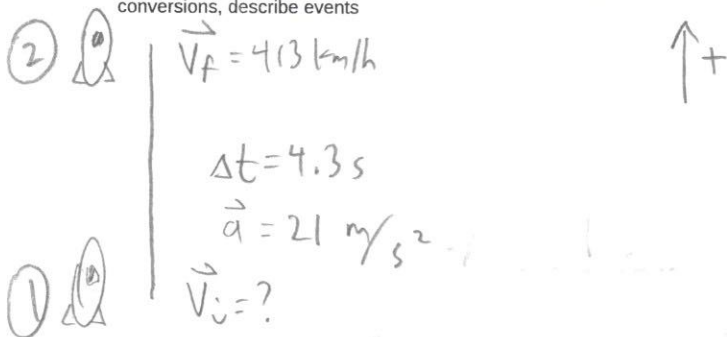 conversions, describe events
② V⃗f = 413 km/h
↑ +
Δt = 4.3 s
a⃗ = 21 m/s²
① V⃗i = ?